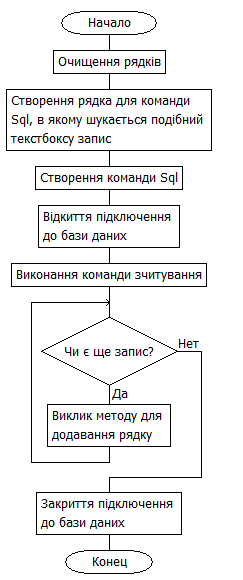 Начало
Очищення рядків
Створення рядка для команди
Sql, в якому шукається подібний
текстбоксу запис
Створення команди Sql
Відкиття підключення
до бази даних
Виконання команди зчитування
Чи є ще запис?
Нет
Да
Виклик методу для
додавання рядку
Закриття підключення
до бази даних
Конец